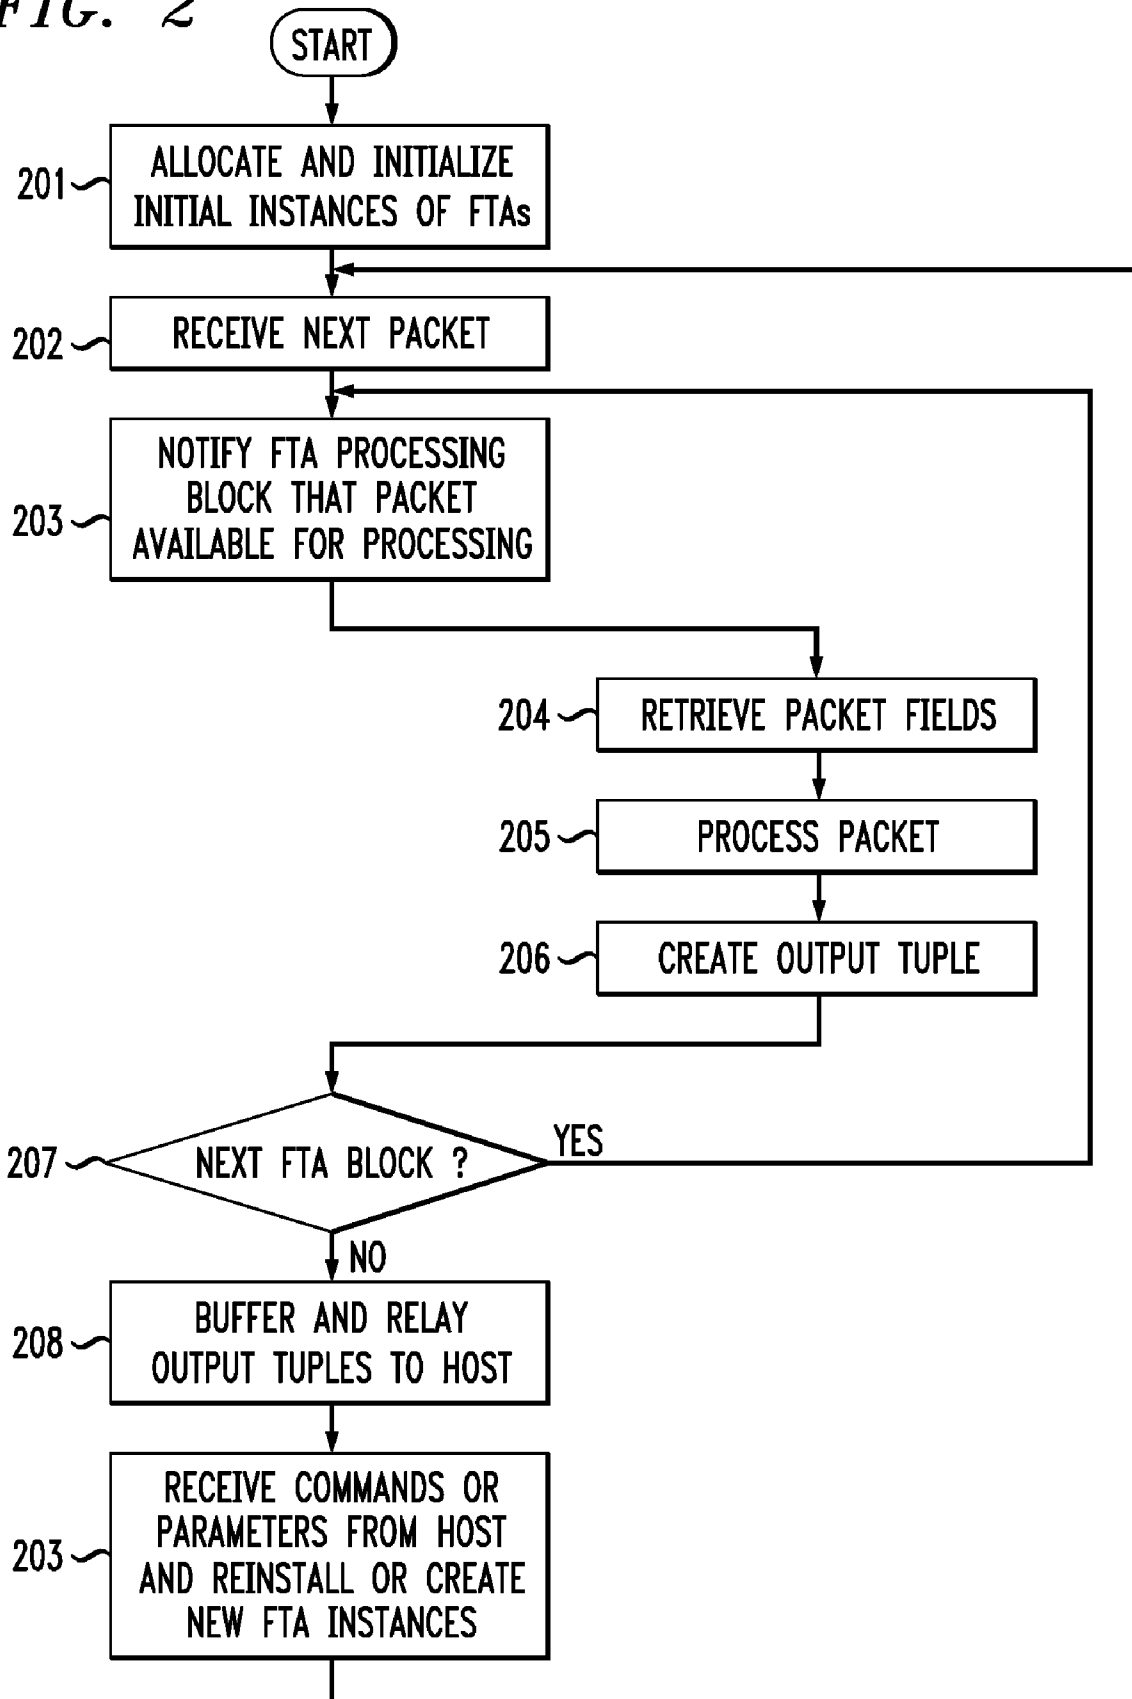 FIG. 2
START
201
ALLOCATE AND INITIALIZE
INITIAL INSTANCES OF FTAs
202
RECEIVE NEXT PACKET
203
NOTIFY FTA PROCESSING
BLOCK THAT PACKET
AVAILABLE FOR PROCESSING
204
RETRIEVE PACKET FIELDS
205
PROCESS PACKET
206
CREATE OUTPUT TUPLE
207
NEXT FTA BLOCK ?
YES
NO
208
BUFFER AND RELAY
OUTPUT TUPLES TO HOST
203
RECEIVE COMMANDS OR
PARAMETERS FROM HOST
AND REINSTALL OR CREATE
NEW FTA INSTANCES